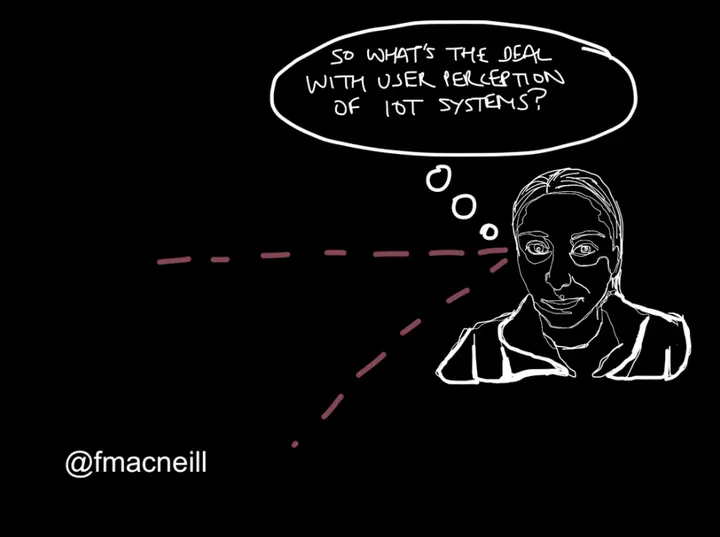 SO WHAT'S THE DEAL
WITH USER PERCEPTION
OF IOT SYSTEMS?
@fmacneill